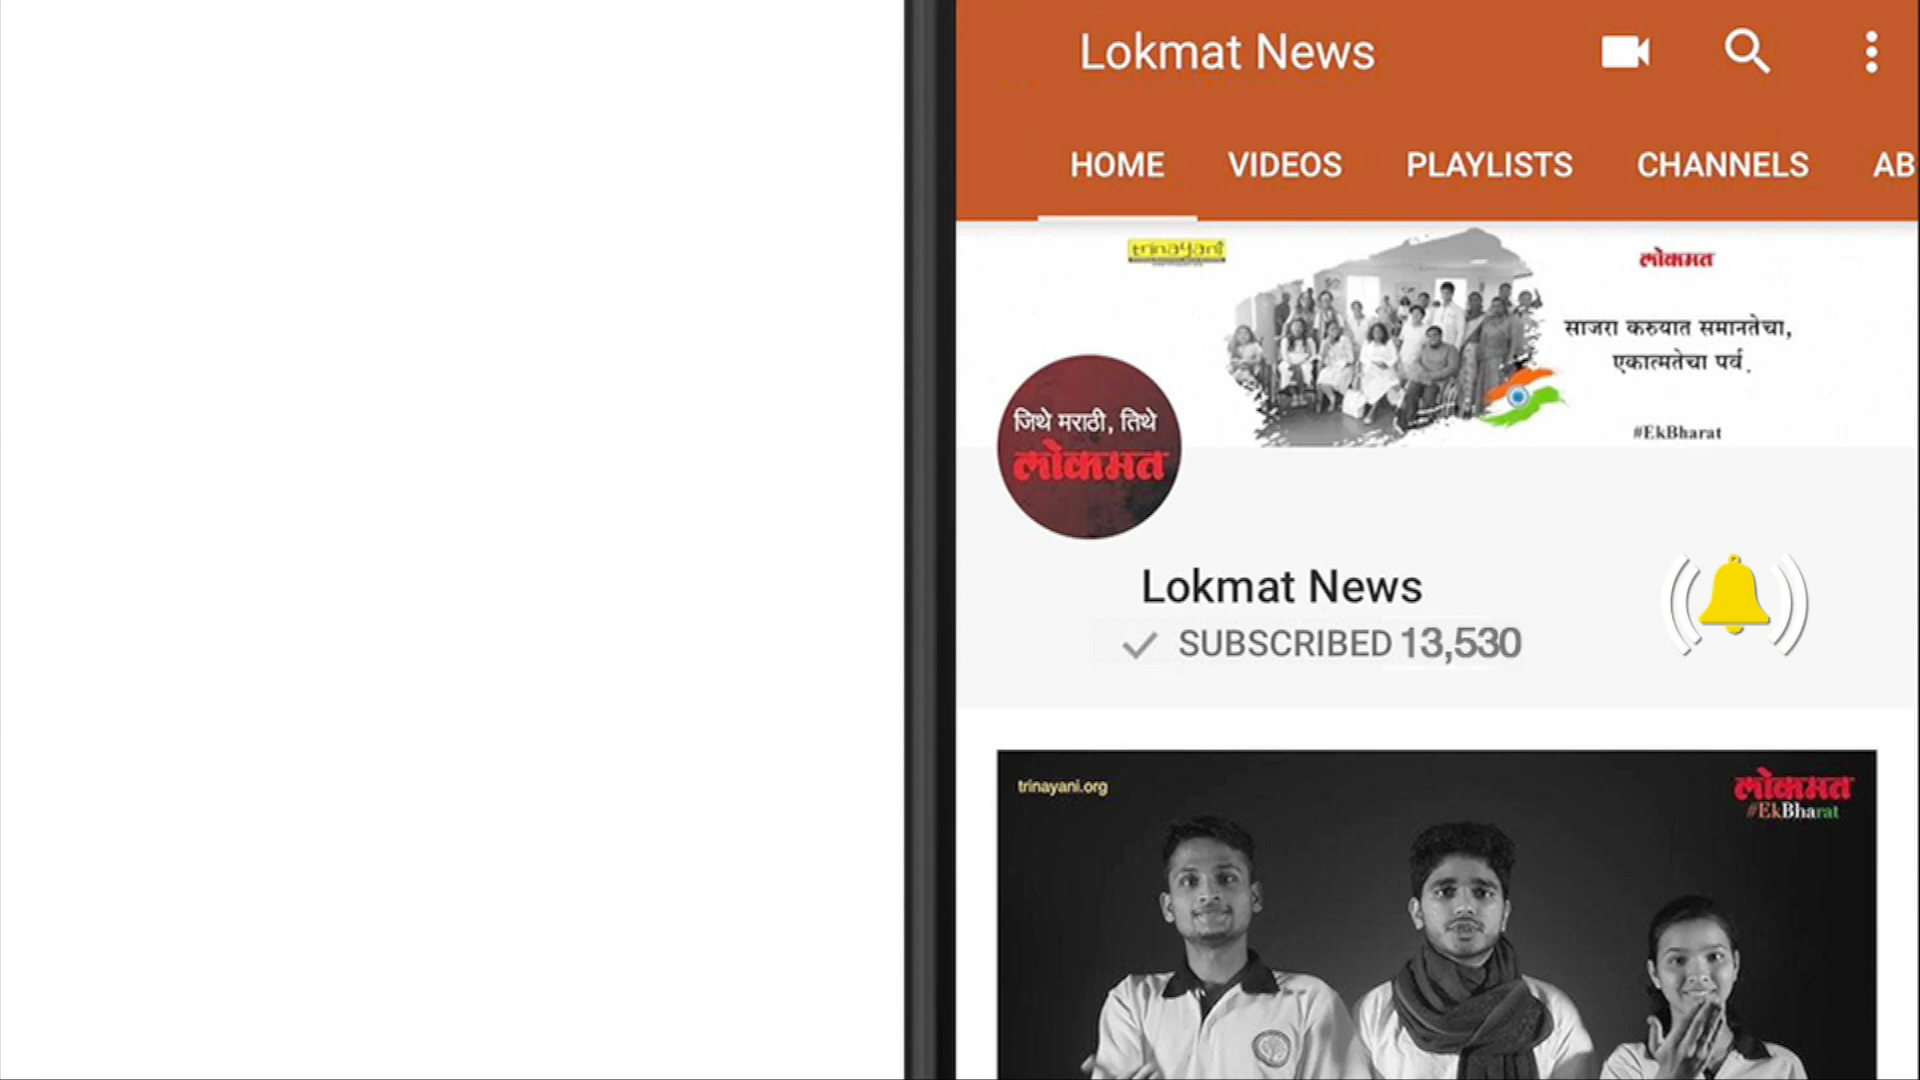 Lokmat News
HOME VIDEOS PLAYLISTS CHANNELS AB
trinayani
लोकमत
साजरा करुयात समानतेचा,
एकात्मतेचा पर्व.
#EkBharat
जिथे मराठी, तिथे
लोकमत
Lokmat News
SUBSCRIBED 13,530
trinayani.org
लोकमत
#EkBharat